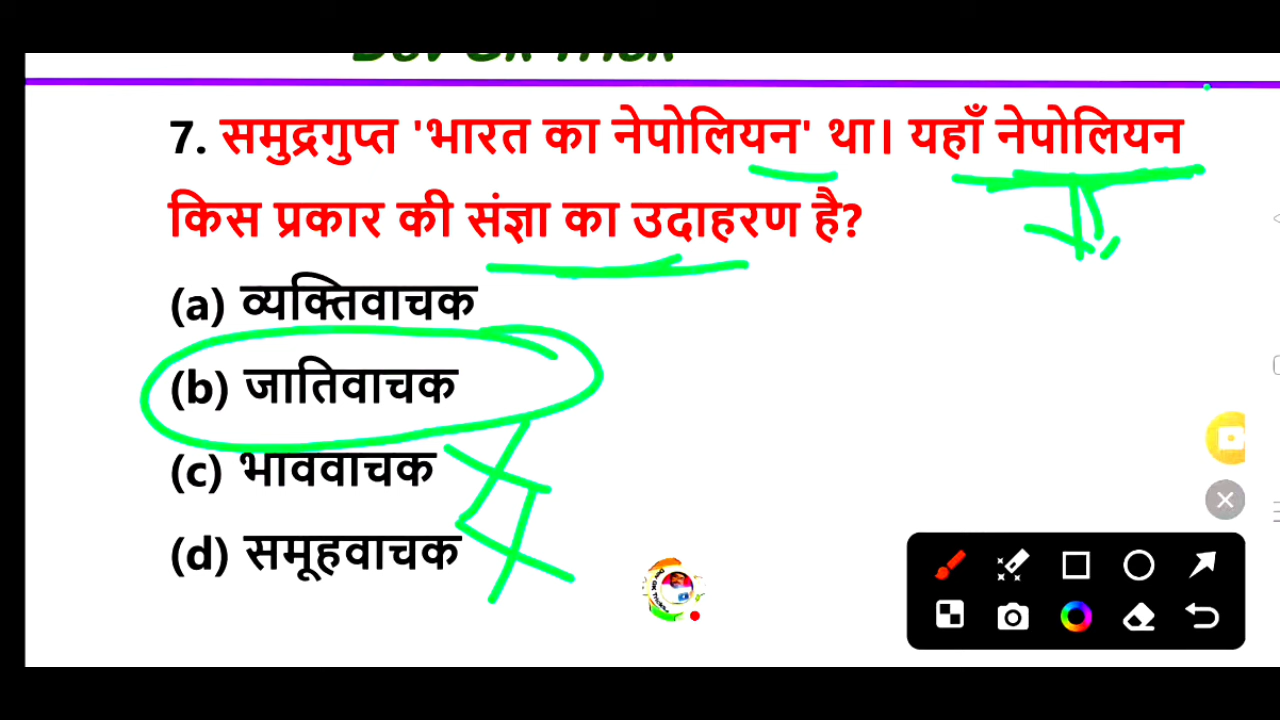 7. समुद्रगुप्त 'भारत का नेपोलियन' था। यहाँ नेपोलियन
किस प्रकार की संज्ञा का उदाहरण है?
(a) व्यक्तिवाचक
(b) जातिवाचक
(c) भाववाचक
(d) समूहवाचक